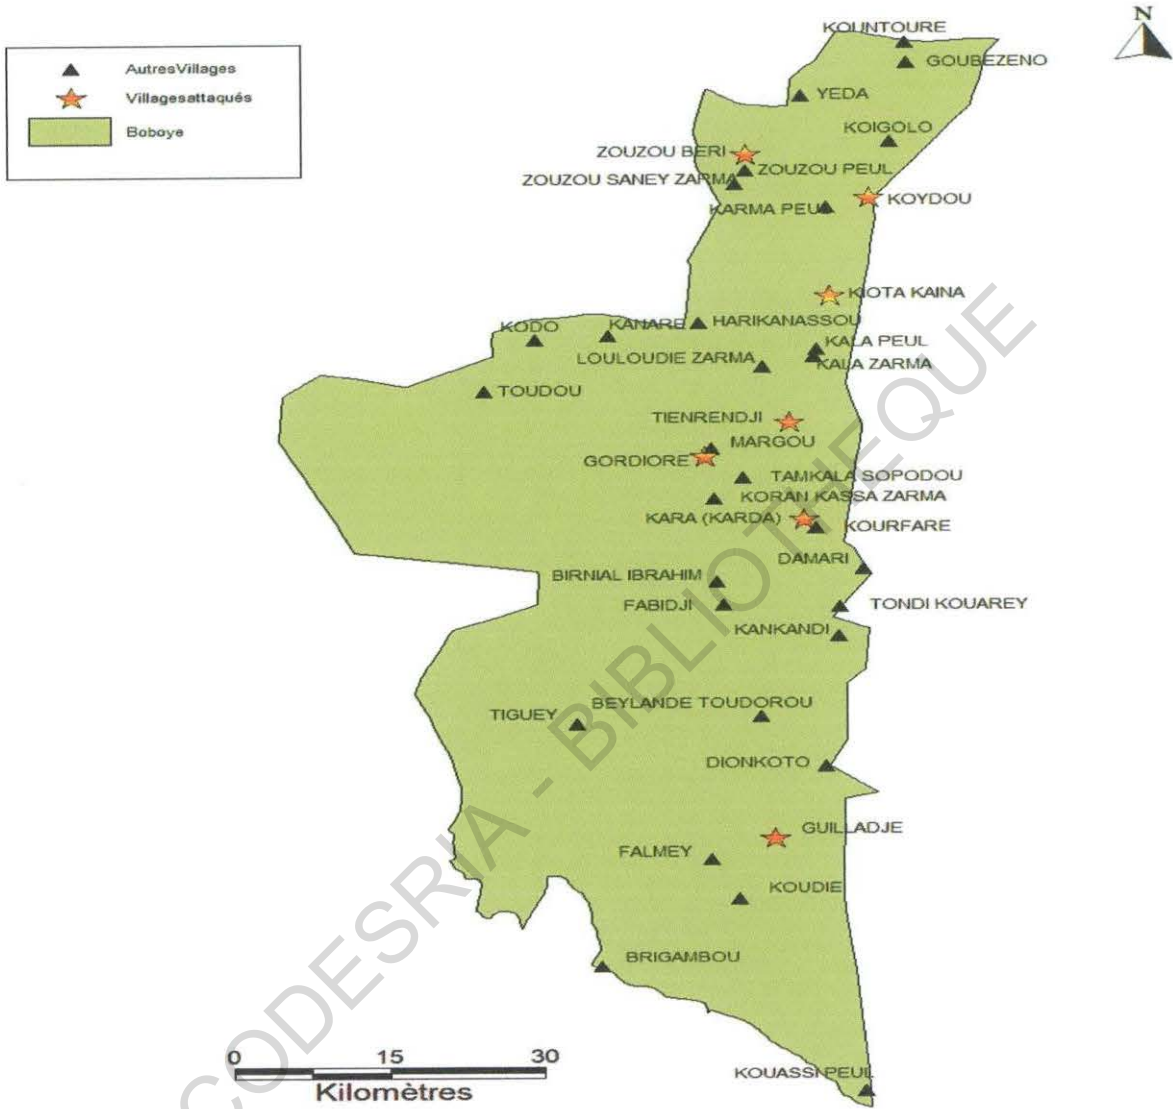 N
AutresVillages
Villagesattaqués
Boboye
KOUNTOURE
GOUBEZENO
YEDA
KOIGOLO
ZOUZOU BERI
ZOUZOU PEUL
ZOUZOU SANEY ZARMA
KOYDOU
KARMA PEUL
KIOTA KAINA
HARIKANASSOU
KODO
KANARE
KALA PEUL
LOULOUDIE ZARMA
KALA ZARMA
TOUDOU
TIENRENDJI
MARGOU
GORDIORE
TAMKALA SOPODOU
KORAN KASSA ZARMA
KARA (KARDA)
KOURFARE
DAMARI
BIRNIAL IBRAHIM
FABIDJI
TONDI KOUAREY
KANKANDI
BEYLANDE TOUDOROU
TIGUEY
DIONKOTO
GUILLADJE
FALMEY
KOUDIE
BRIGAMBOU
KOUASSI PEUL
0 15 30
Kilomètres
CODESRIA - BIBLIOTHEQUE